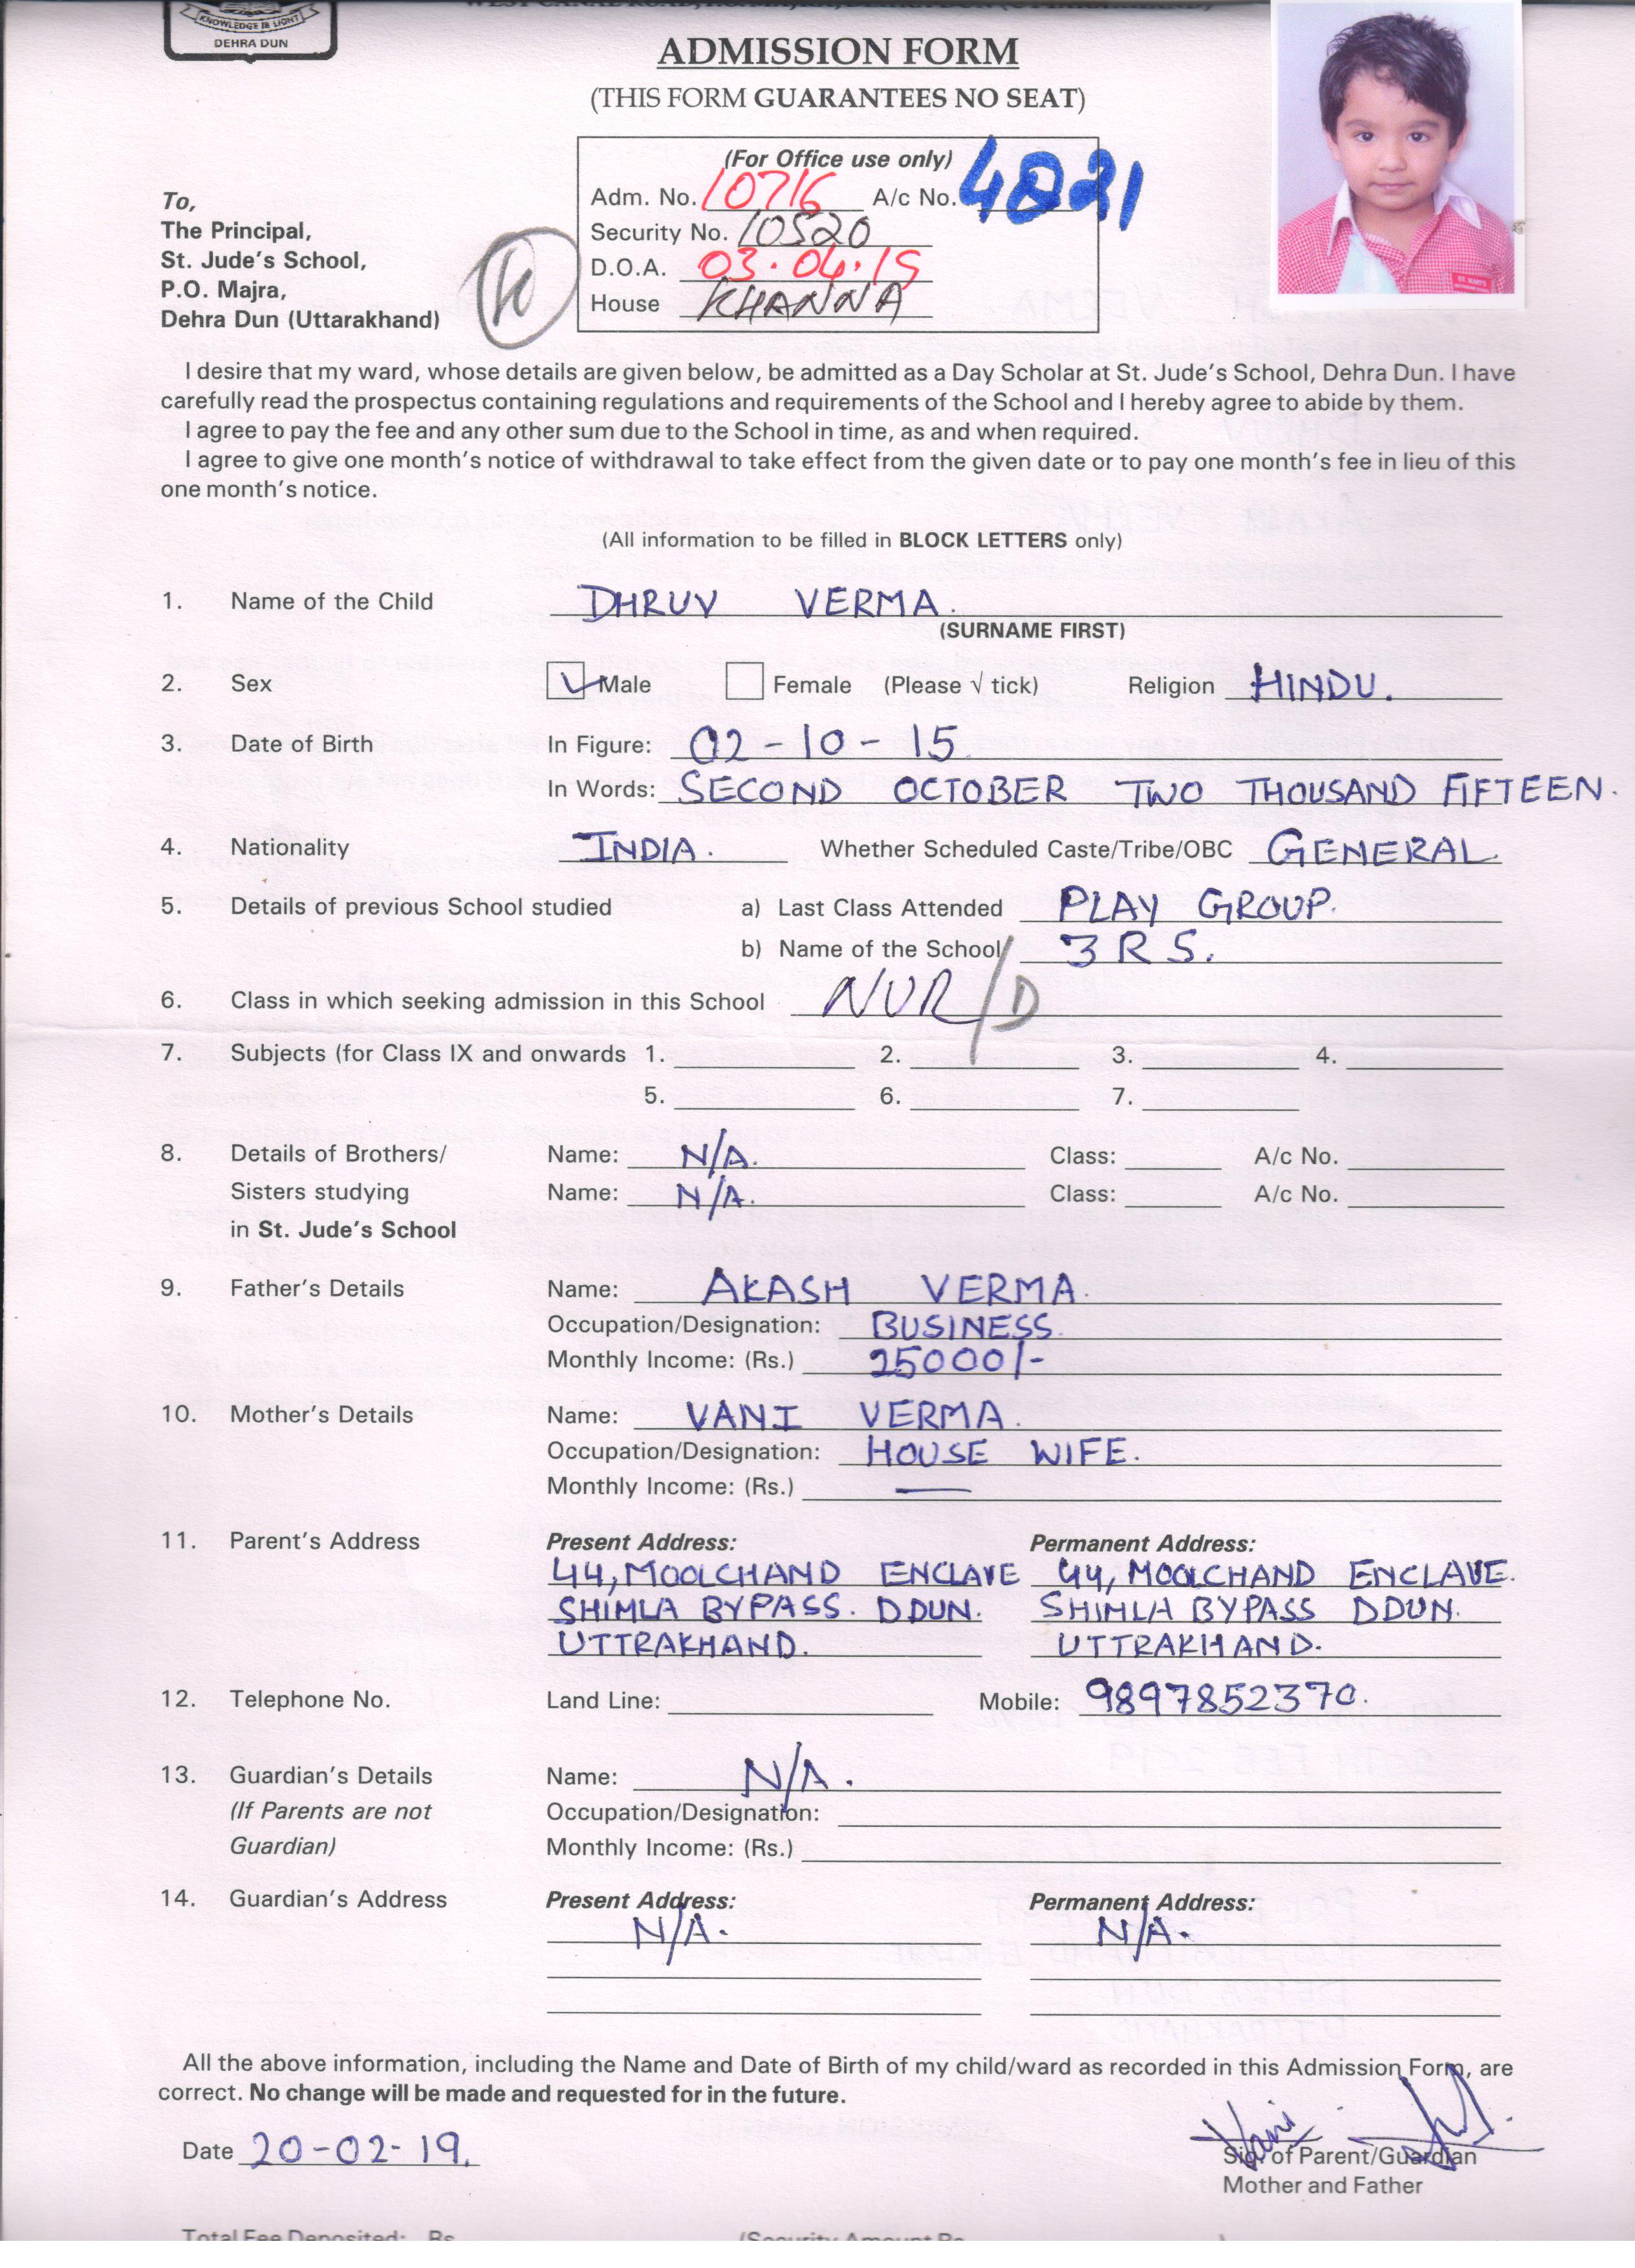 KNOWLEDGE IS LIGHT
DEHRA DUN
ADMISSION FORM
(THIS FORM GUARANTEES NO SEAT)
(For Office use only)
Adm. No. 10716 A/c No. 4821
Security No. 10520
D.O.A. 03.04.19
House KHANNA
K
To,
The Principal,
St. Jude's School,
P.O. Majra,
Dehra Dun (Uttarakhand)
I desire that my ward, whose details are given below, be admitted as a Day Scholar at St. Jude's School, Dehra Dun. I have
carefully read the prospectus containing regulations and requirements of the School and I hereby agree to abide by them.
I agree to pay the fee and any other sum due to the School in time, as and when required.
I agree to give one month's notice of withdrawal to take effect from the given date or to pay one month's fee in lieu of this
one month's notice.
(All information to be filled in BLOCK LETTERS only)
1. Name of the Child DHRUV VERMA.
(SURNAME FIRST)
2. Sex Male Female (Please √ tick) Religion HINDU.
3. Date of Birth In Figure: 02-10-15
In Words: SECOND OCTOBER TWO THOUSAND FIFTEEN.
4. Nationality INDIA. Whether Scheduled Caste/Tribe/OBC GENERAL.
5. Details of previous School studied a) Last Class Attended PLAY GROUP.
b) Name of the School 3 R S.
6. Class in which seeking admission in this School NUR/D
7. Subjects (for Class IX and onwards 1. 2. 3. 4.
5. 6. 7.
8. Details of Brothers/ Name: N/A. Class: A/c No.
Sisters studying Name: N/A. Class: A/c No.
in St. Jude's School
9. Father's Details Name: AKASH VERMA.
Occupation/Designation: BUSINESS.
Monthly Income: (Rs.) 25000/-
10. Mother's Details Name: VANI VERMA.
Occupation/Designation: HOUSE WIFE.
Monthly Income: (Rs.) —
11. Parent's Address Present Address: Permanent Address:
44, MOOLCHAND ENCLAVE 44, MOOLCHAND ENCLAVE.
SHIMLA BYPASS. DDUN. SHIMLA BYPASS DDUN.
UTTRAKHAND. UTTRAKHAND.
12. Telephone No. Land Line: Mobile: 9897852370.
13. Guardian's Details Name: N/A.
(If Parents are not Occupation/Designation:
Guardian) Monthly Income: (Rs.)
14. Guardian's Address Present Address: Permanent Address:
N/A. N/A.
All the above information, including the Name and Date of Birth of my child/ward as recorded in this Admission Form, are
correct. No change will be made and requested for in the future.
Date 20-02-19. Vani
Sig. of Parent/Guardian
Mother and Father
Total Fee Deposited: Rs. (Security Amount Rs. )